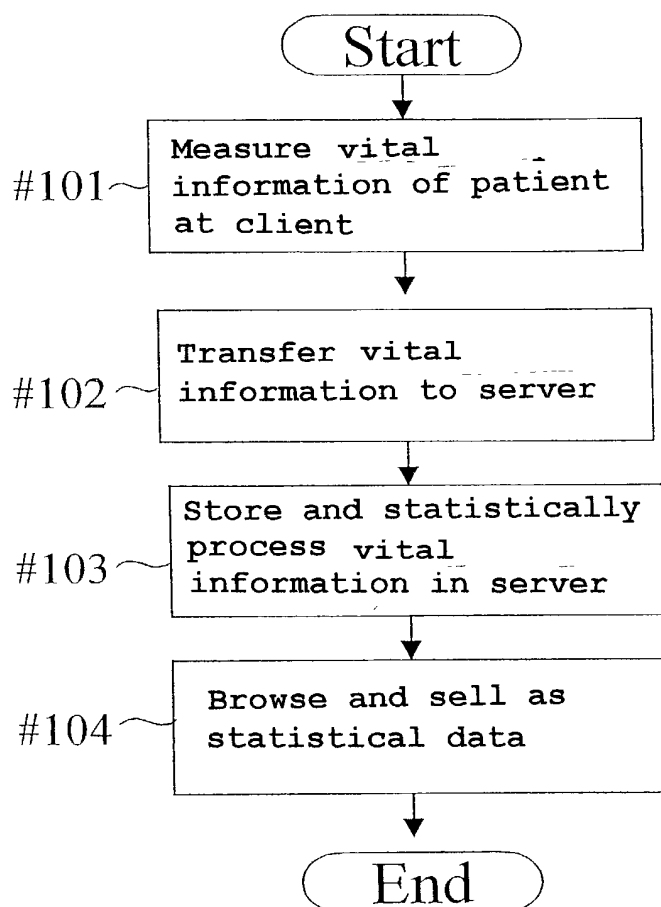 Start
#101
Measure vital
information of patient
at client
#102
Transfer vital
information to server
#103
Store and statistically
process vital
information in server
#104
Browse and sell as
statistical data
End